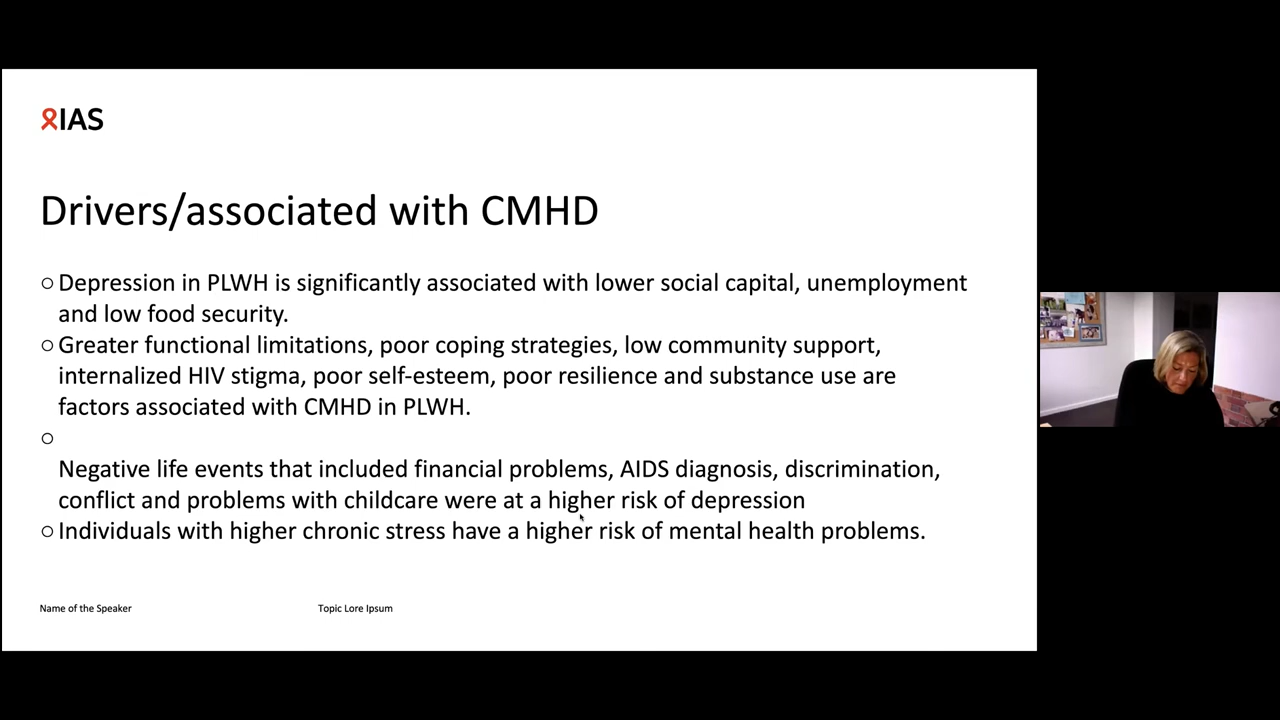 IAS
Drivers/associated with CMHD
○ Depression in PLWH is significantly associated with lower social capital, unemployment
and low food security.
○ Greater functional limitations, poor coping strategies, low community support,
internalized HIV stigma, poor self-esteem, poor resilience and substance use are
factors associated with CMHD in PLWH.
○
Negative life events that included financial problems, AIDS diagnosis, discrimination,
conflict and problems with childcare were at a higher risk of depression
○ Individuals with higher chronic stress have a higher risk of mental health problems.
Name of the Speaker
Topic Lore Ipsum